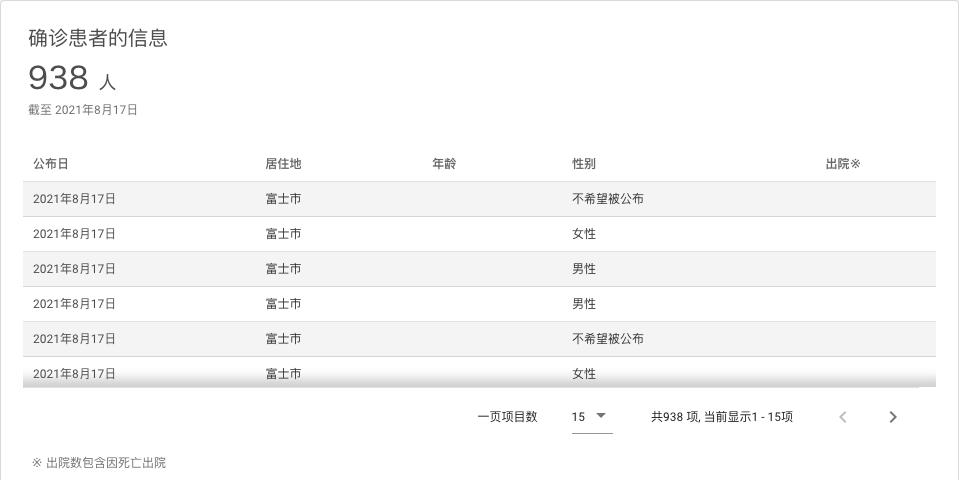 确诊患者的信息
938 人
截至 2021年8月17日
公布日 居住地 年龄 性别 出院※
2021年8月17日 富士市 不希望被公布
2021年8月17日 富士市 女性
2021年8月17日 富士市 男性
2021年8月17日 富士市 男性
2021年8月17日 富士市 不希望被公布
2021年8月17日 富士市 女性
一页项目数 15 共938 项, 当前显示1 - 15项
※ 出院数包含因死亡出院